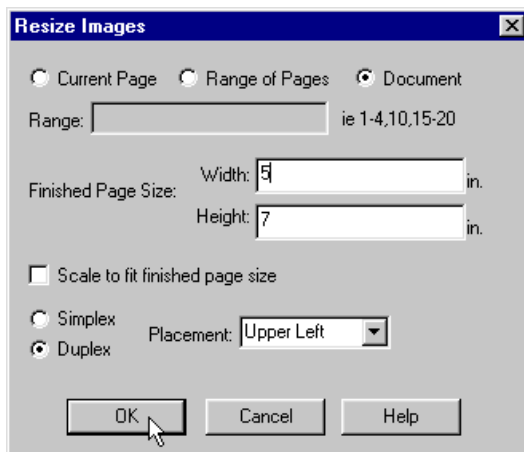 Resize Images
Current Page Range of Pages Document
Range: ie 1-4,10,15-20
Finished Page Size: Width: 5 in.
Height: 7 in.
Scale to fit finished page size
Simplex
Duplex Placement: Upper Left
OK Cancel Help